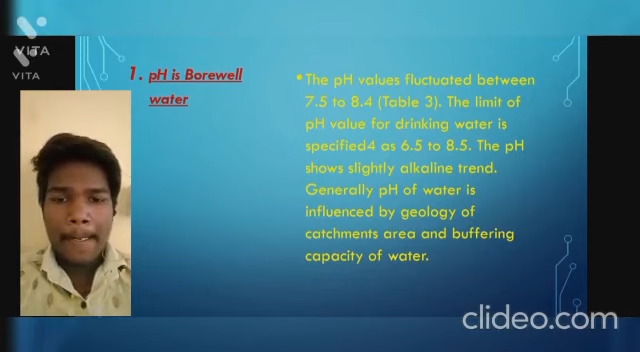 VITA
VITA
1. pH is Borewell
water
• The pH values fluctuated between
7.5 to 8.4 (Table 3). The limit of
pH value for drinking water is
specified4 as 6.5 to 8.5. The pH
shows slightly alkaline trend.
Generally pH of water is
influenced by geology of
catchments area and buffering
capacity of water.
clideo.com